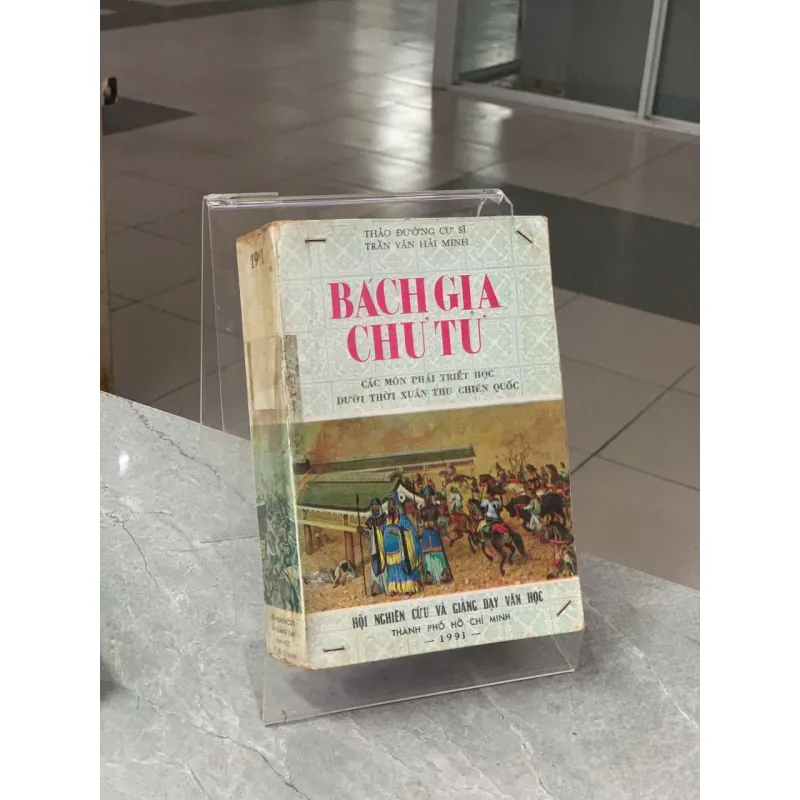 THẢO ĐƯỜNG CƯ SĨ
TRẦN VĂN HẢI MINH
BÁCH GIA
CHƯ TỬ
CÁC MÔN PHÁI TRIẾT HỌC
DƯỚI THỜI XUÂN THU CHIẾN QUỐC
HỘI NGHIÊN CỨU VÀ GIẢNG DẠY VĂN HỌC
THÀNH PHỐ HỒ CHÍ MINH
— 1991 —